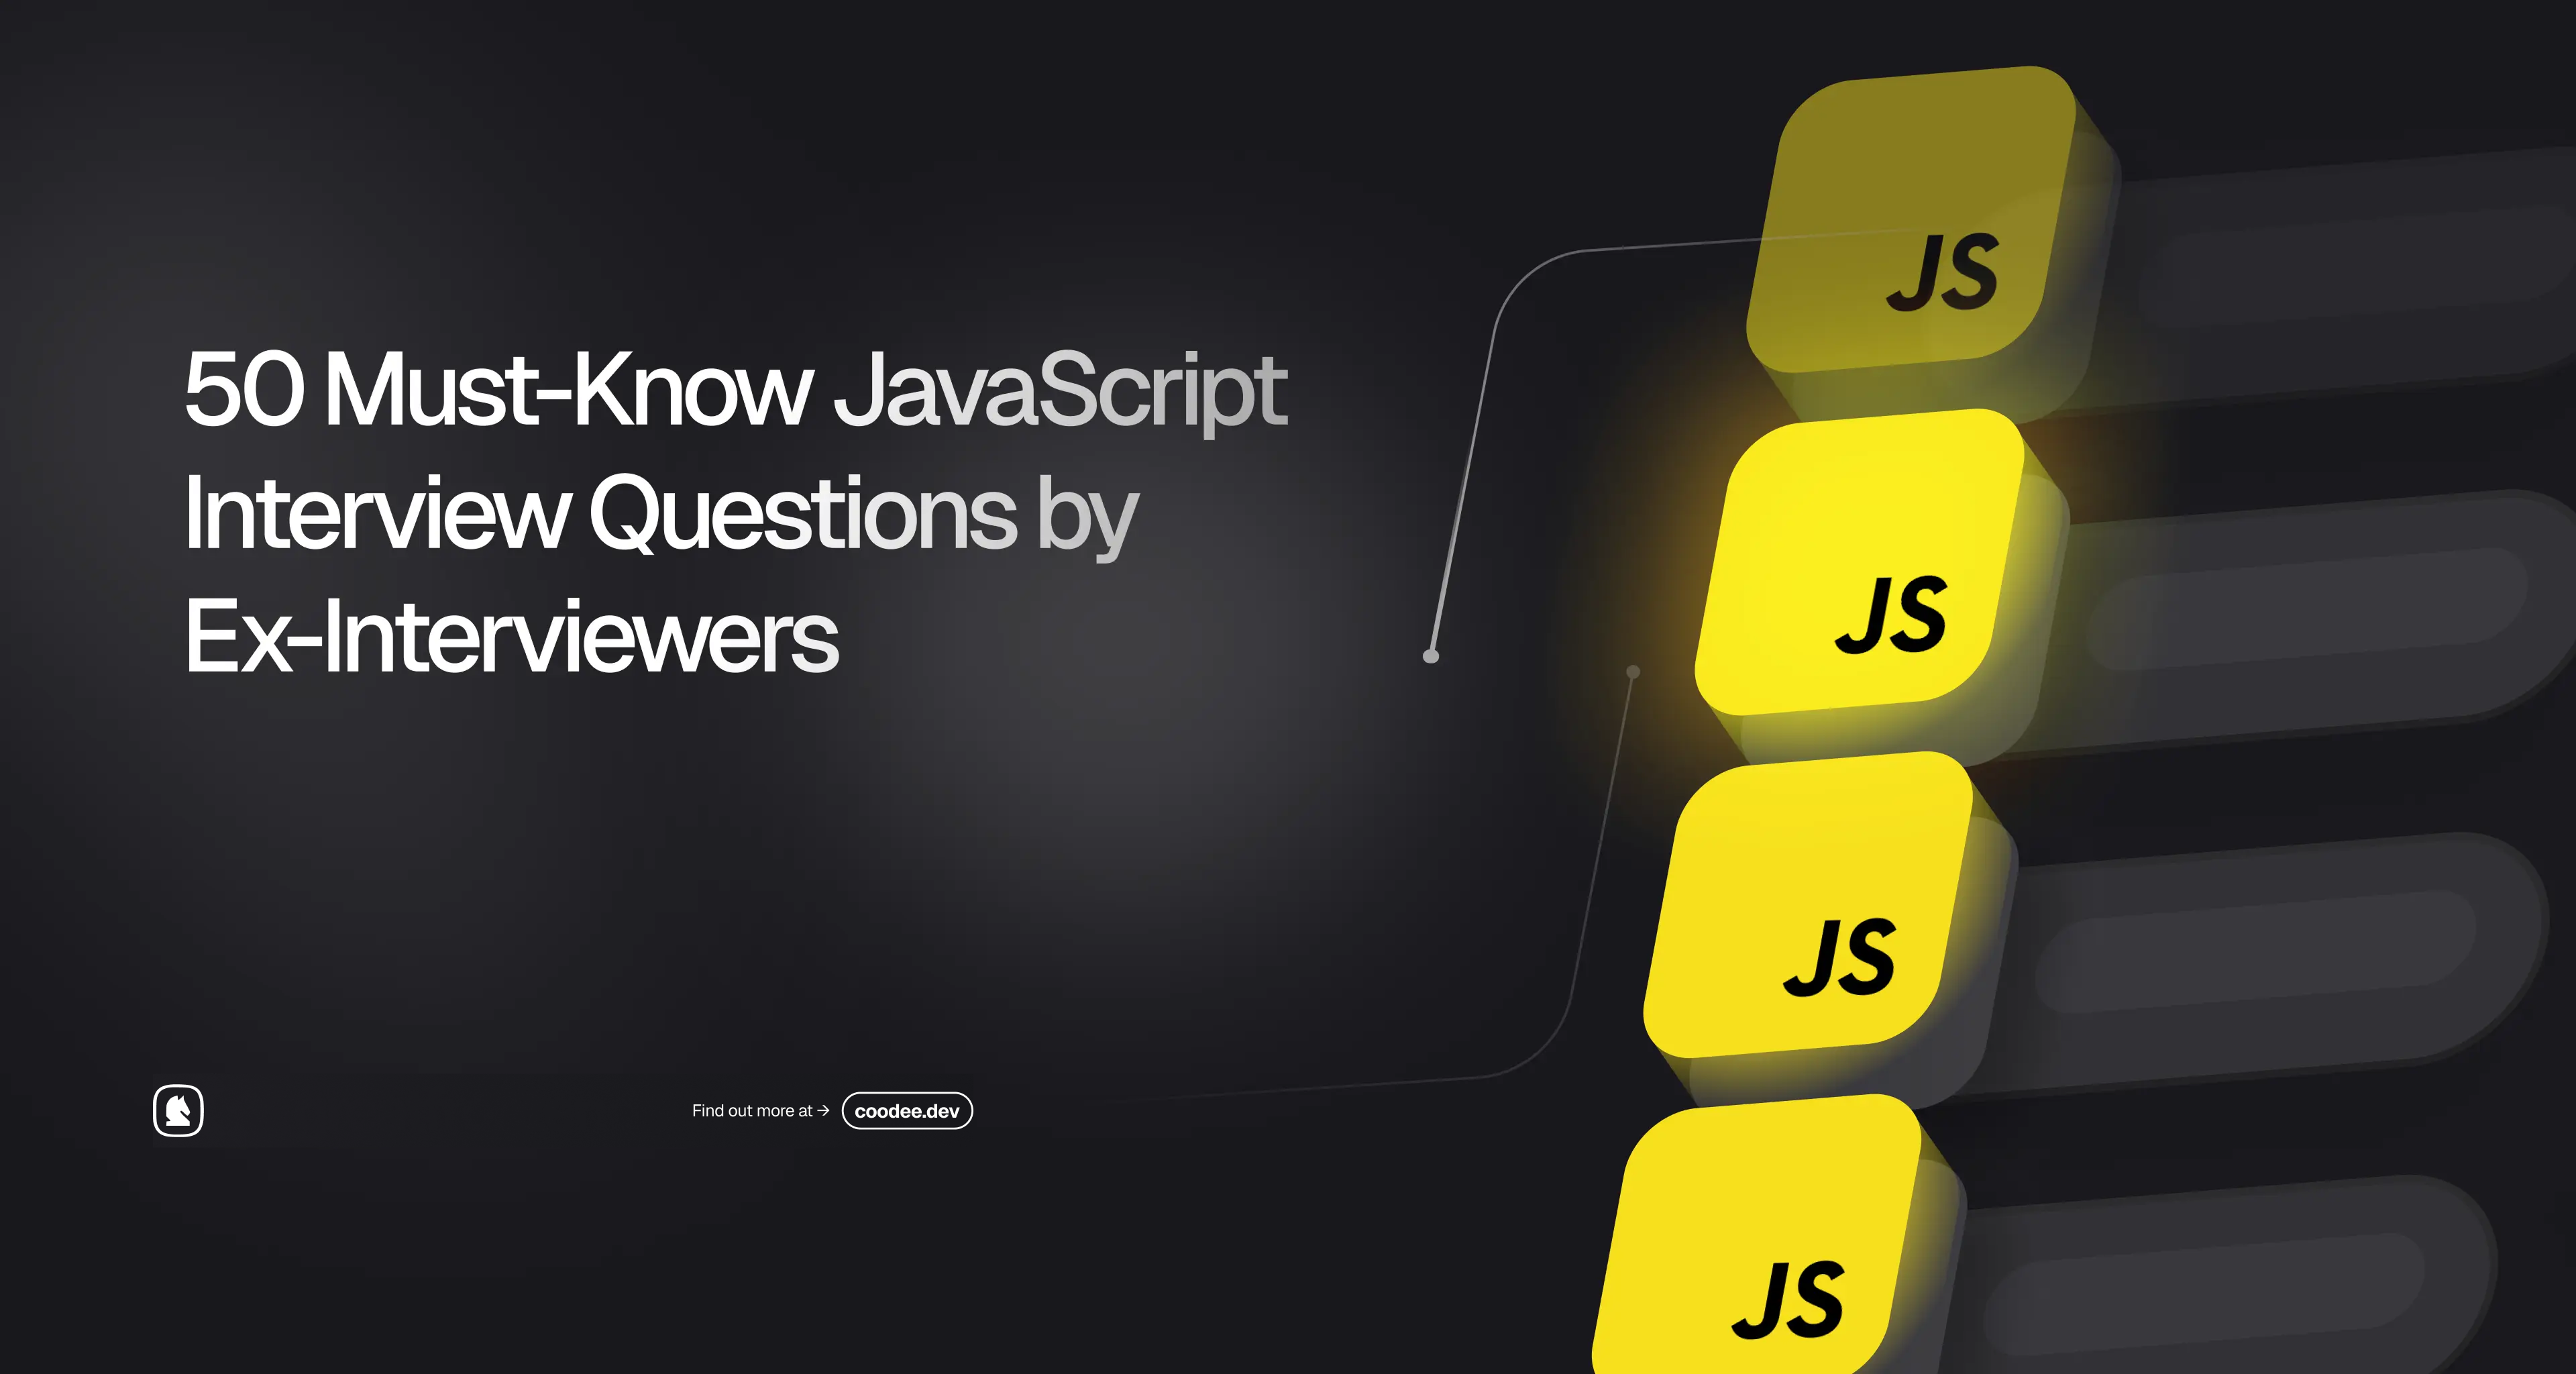 50 Must-Know JavaScript
Interview Questions by
Ex-Interviewers
Find out more at → coodee.dev
JS
JS
JS
JS